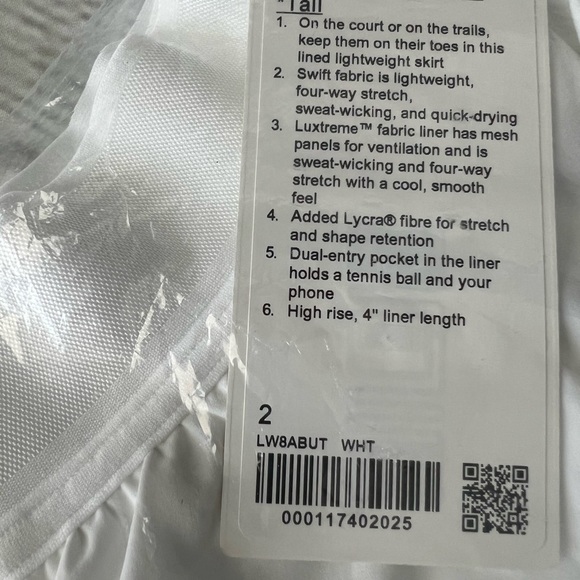 *Tall
1. On the court or on the trails,
keep them on their toes in this
lined lightweight skirt
2. Swift fabric is lightweight,
four-way stretch,
sweat-wicking, and quick-drying
3. Luxtreme™ fabric liner has mesh
panels for ventilation and is
sweat-wicking and four-way
stretch with a cool, smooth
feel
4. Added Lycra® fibre for stretch
and shape retention
5. Dual-entry pocket in the liner
holds a tennis ball and your
phone
6. High rise, 4" liner length
2
LW8ABUT WHT
000117402025